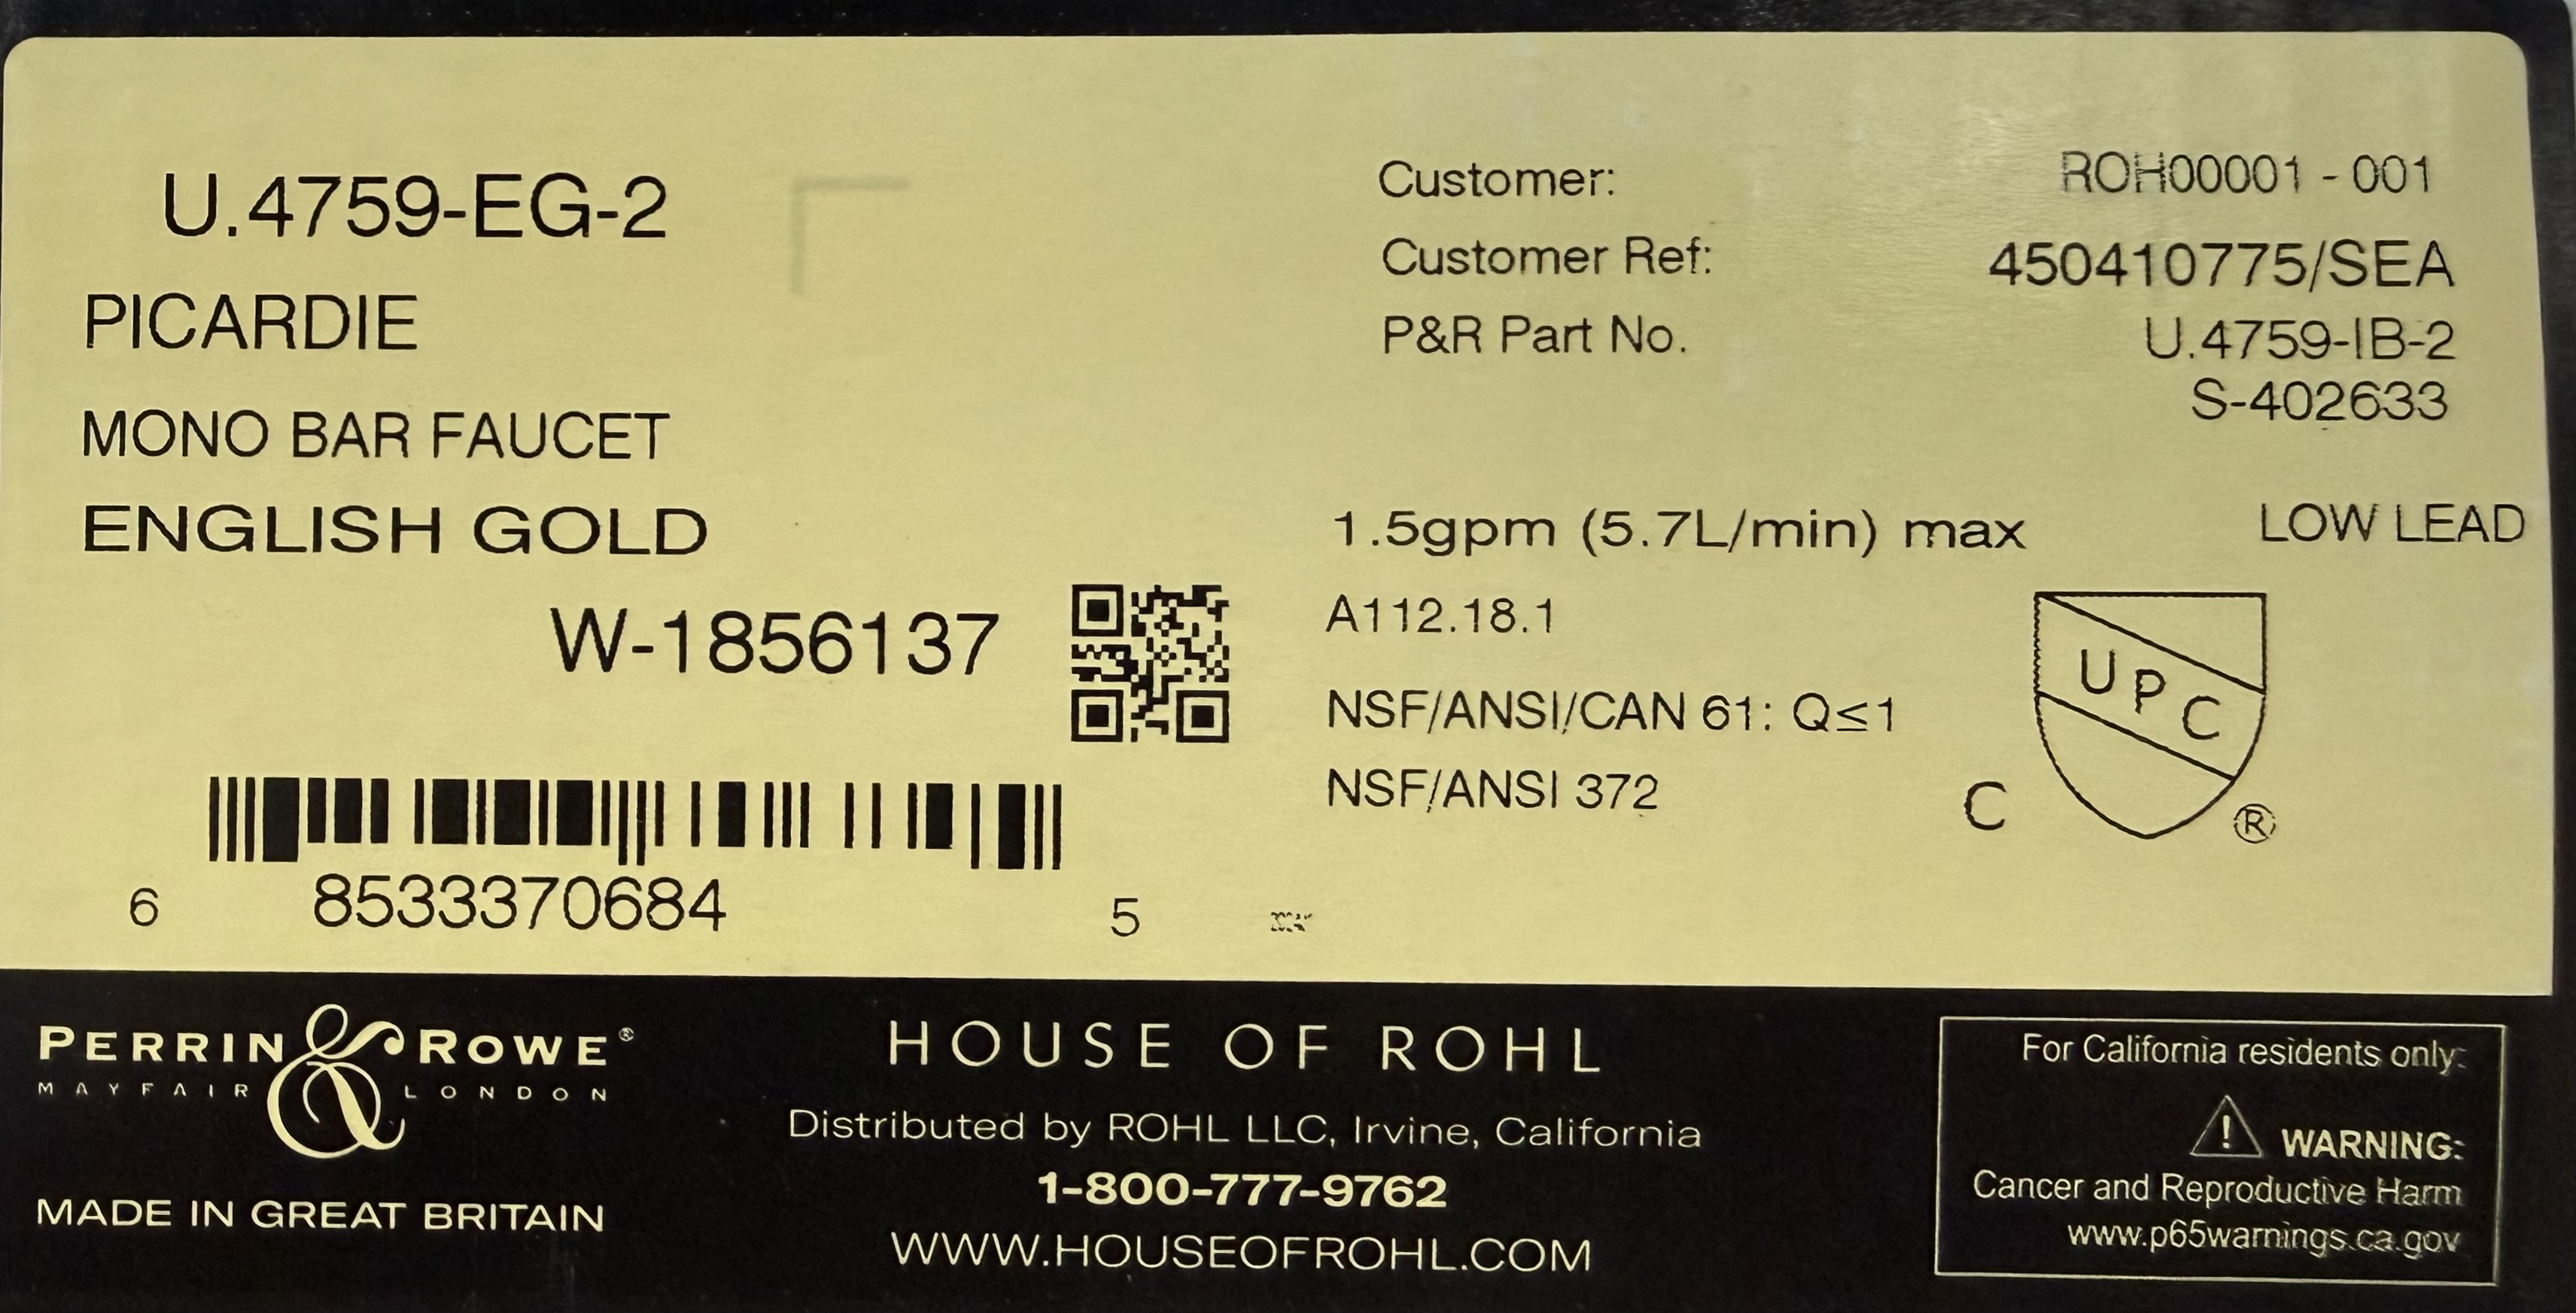 U.4759-EG-2
PICARDIE
MONO BAR FAUCET
ENGLISH GOLD
W-1856137
6 8533370684 5
Customer: ROH00001 - 001
Customer Ref: 450410775/SEA
P&R Part No. U.4759-IB-2
S-402633
1.5gpm (5.7L/min) max LOW LEAD
A112.18.1
NSF/ANSI/CAN 61: Q≤1
NSF/ANSI 372
C UPC ®
PERRIN & ROWE®
MAYFAIR LONDON
MADE IN GREAT BRITAIN
HOUSE OF ROHL
Distributed by ROHL LLC, Irvine, California
1-800-777-9762
WWW.HOUSEOFROHL.COM
For California residents only:
WARNING:
Cancer and Reproductive Harm
www.p65warnings.ca.gov